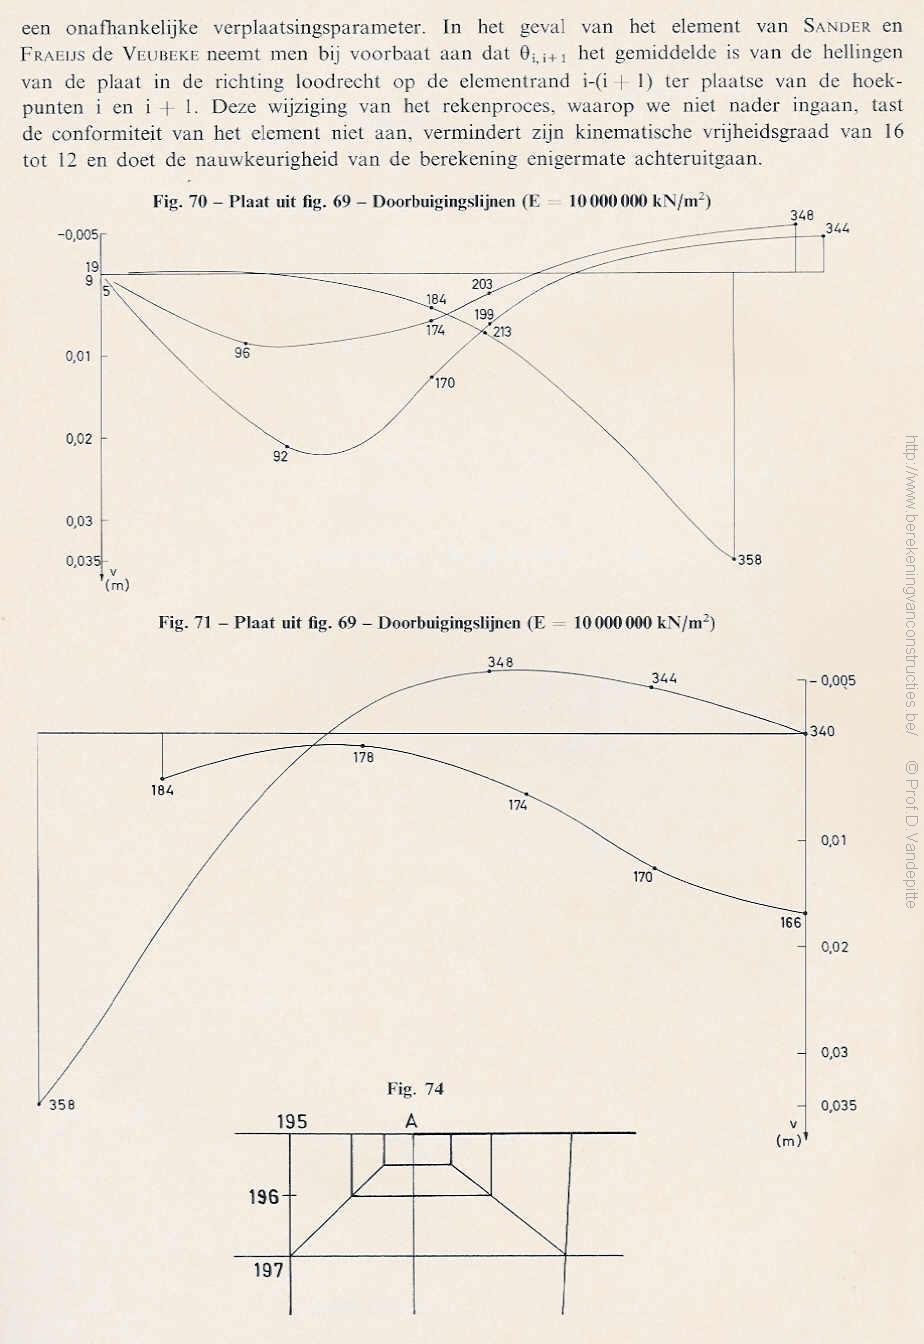 een onafhankelijke verplaatsingsparameter. In het geval van het element van SANDER en
FRAEIJS de VEUBEKE neemt men bij voorbaat aan dat θi, i+1 het gemiddelde is van de hellingen
van de plaat in de richting loodrecht op de elementrand i-(i + 1) ter plaatse van de hoek-
punten i en i + 1. Deze wijziging van het rekenproces, waarop we niet nader ingaan, tast
de conformiteit van het element niet aan, vermindert zijn kinematische vrijheidsgraad van 16
tot 12 en doet de nauwkeurigheid van de berekening enigermate achteruitgaan.
Fig. 70 – Plaat uit fig. 69 – Doorbuigingslijnen (E = 10 000 000 kN/m²)
-0,005
348
344
19
9
5
203
184
199
174
213
96
0,01
170
0,02
92
0,03
0,035
358
v
(m)
Fig. 71 – Plaat uit fig. 69 – Doorbuigingslijnen (E = 10 000 000 kN/m²)
348
344
- 0,005
340
178
184
174
0,01
170
166
0,02
0,03
358
0,035
v
(m)
Fig. 74
195
A
196
197
http://www.berekeningvanconstructies.be/ © Prof.D.Vandepitte